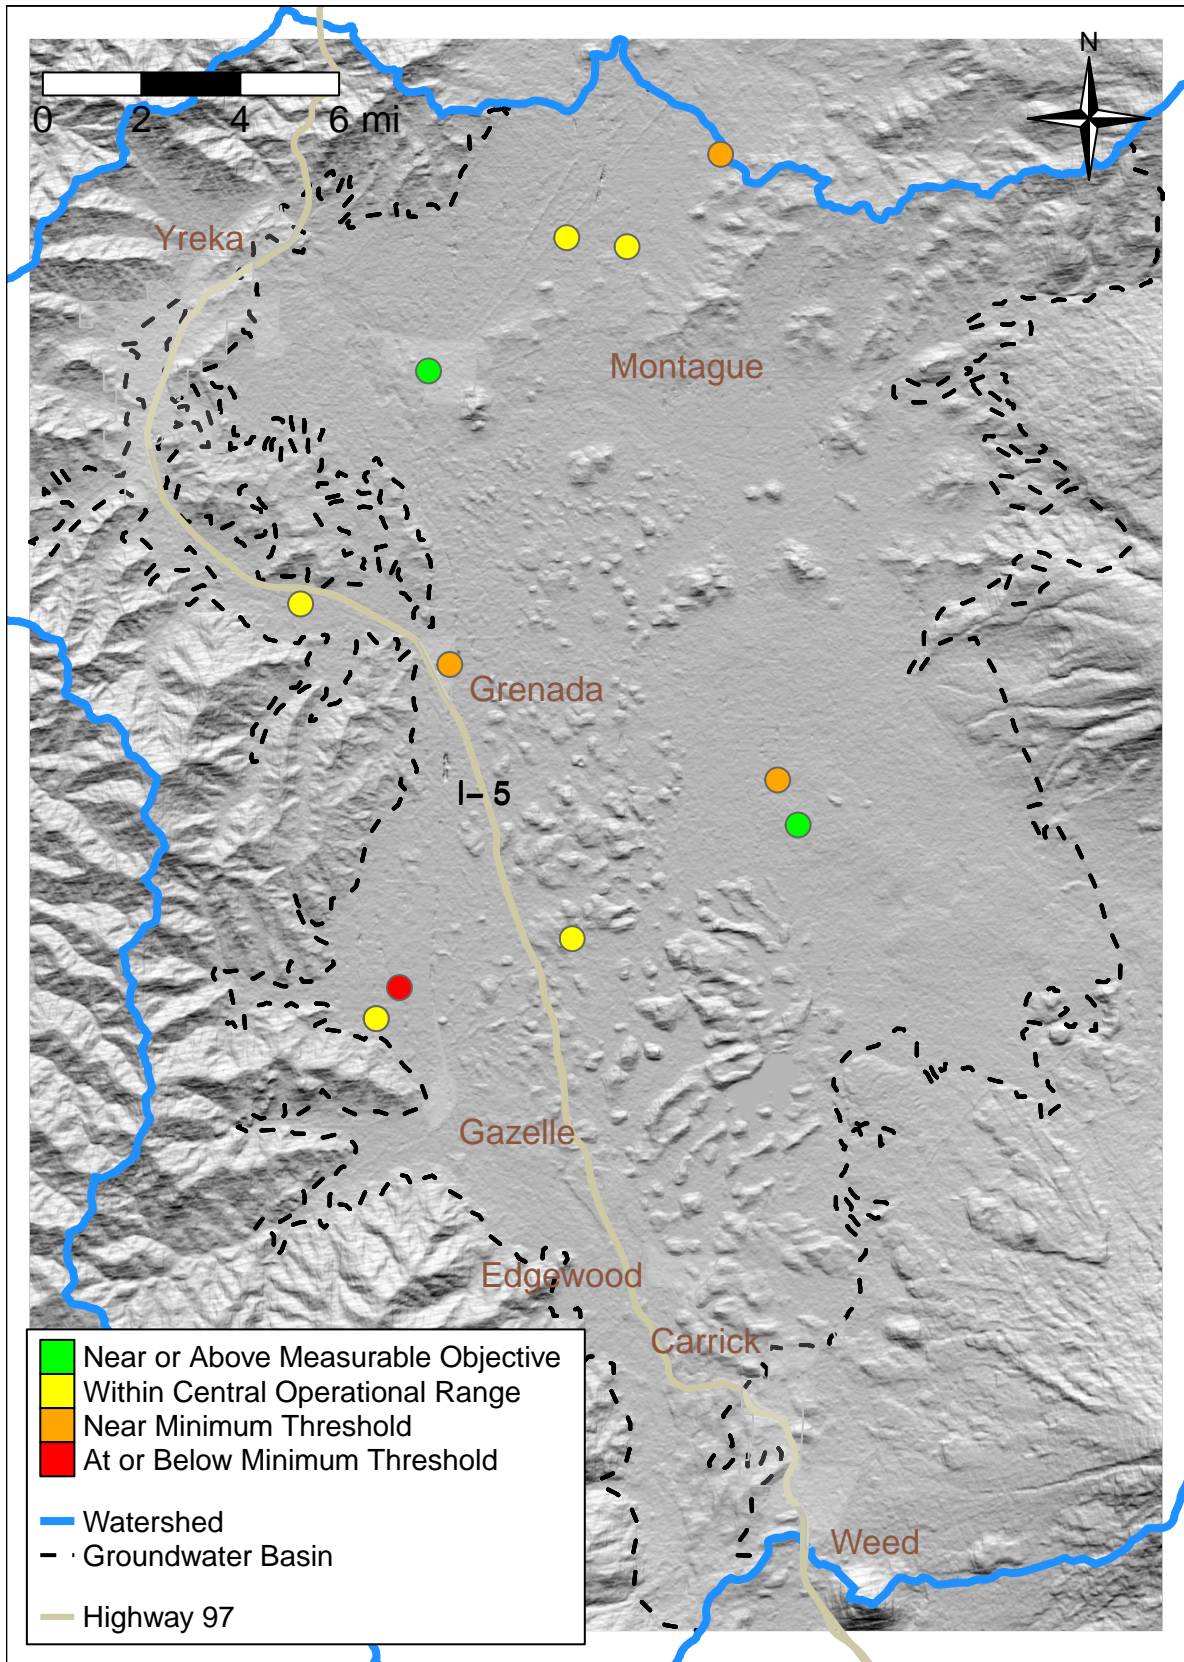 N
0 2 4 6 mi
Yreka
Montague
Grenada
I-5
Gazelle
Edgewood
Carrick
Near or Above Measurable Objective
Within Central Operational Range
Near Minimum Threshold
At or Below Minimum Threshold
Watershed
Groundwater Basin
Highway 97
Weed